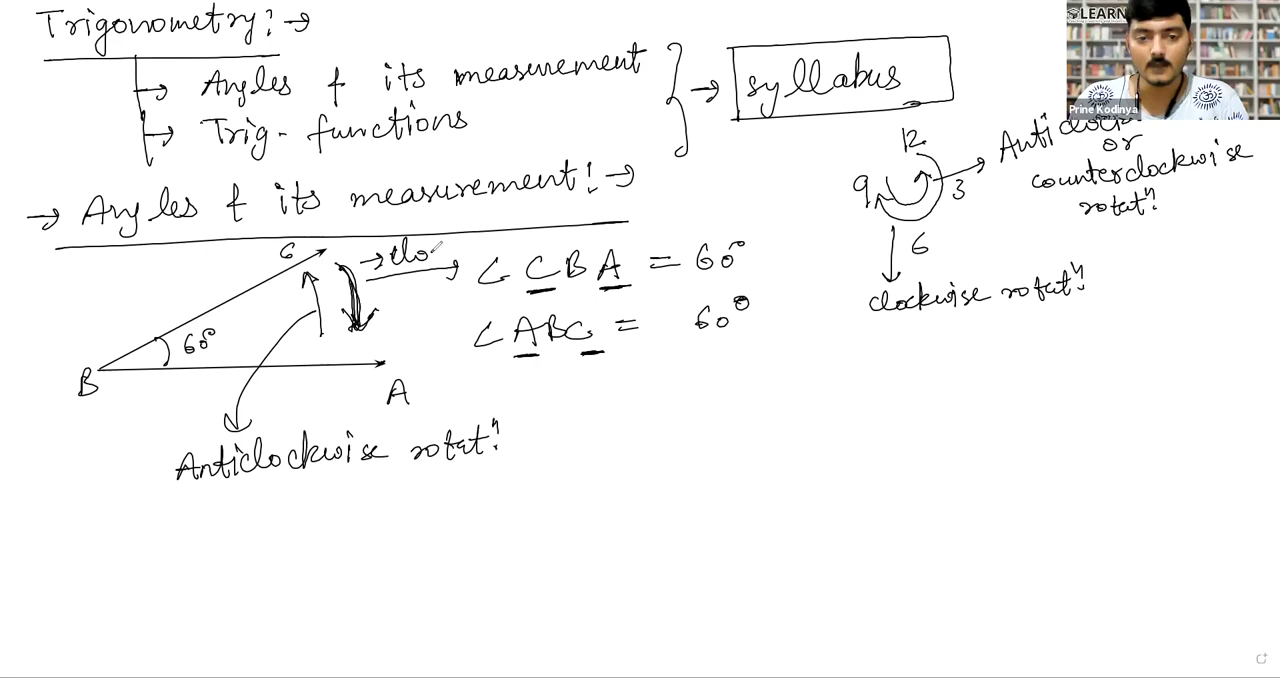 Trigonometry:→
→ Angles & its measurement
→ Trig-functions
} → syllabus
LEARN
Prine Kodinya
→ Angles & its measurement:→
12
9
3
6
→ Anticlock
or
counterclockwise
rotatⁿ:
clockwise rotatⁿ:
C
60°
B
A
→ clo
∠CBA = 60°
∠ABC = 60°
Anticlockwise rotatⁿ: